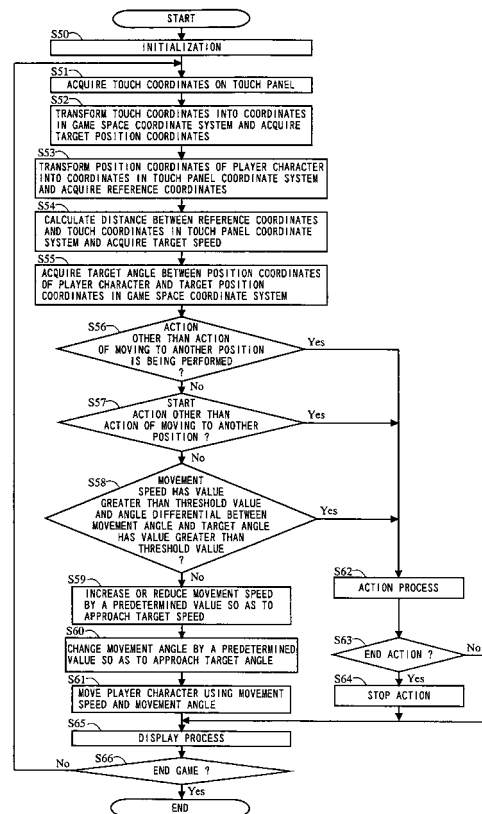 START
S50
INITIALIZATION
S51
ACQUIRE TOUCH COORDINATES ON TOUCH PANEL
S52
TRANSFORM TOUCH COORDINATES INTO COORDINATES
IN GAME SPACE COORDINATE SYSTEM AND ACQUIRE
TARGET POSITION COORDINATES
S53
TRANSFORM POSITION COORDINATES OF PLAYER CHARACTER
INTO COORDINATES IN TOUCH PANEL COORDINATE SYSTEM
AND ACQUIRE REFERENCE COORDINATES
S54
CALCULATE DISTANCE BETWEEN REFERENCE COORDINATES
AND TOUCH COORDINATES IN TOUCH PANEL COORDINATE
SYSTEM AND ACQUIRE TARGET SPEED
S55
ACQUIRE TARGET ANGLE BETWEEN POSITION COORDINATES
OF PLAYER CHARACTER AND TARGET POSITION
COORDINATES IN GAME SPACE COORDINATE SYSTEM
S56
ACTION
OTHER THAN ACTION
OF MOVING TO ANOTHER POSITION
IS BEING PERFORMED
?
Yes
No
S57
START
ACTION OTHER THAN
ACTION OF MOVING TO ANOTHER
POSITION ?
Yes
No
S58
MOVEMENT
SPEED HAS VALUE
GREATER THAN THRESHOLD VALUE
AND ANGLE DIFFERENTIAL BETWEEN
MOVEMENT ANGLE AND TARGET ANGLE
HAS VALUE GREATER THAN
THRESHOLD VALUE
?
Yes
No
S59
INCREASE OR REDUCE MOVEMENT SPEED
BY A PREDETERMINED VALUE SO AS TO
APPROACH TARGET SPEED
S60
CHANGE MOVEMENT ANGLE BY A PREDETERMINED
VALUE SO AS TO APPROACH TARGET ANGLE
S61
MOVE PLAYER CHARACTER USING MOVEMENT
SPEED AND MOVEMENT ANGLE
S62
ACTION PROCESS
S63
END ACTION ?
No
Yes
S64
STOP ACTION
S65
DISPLAY PROCESS
S66
END GAME ?
No
Yes
END